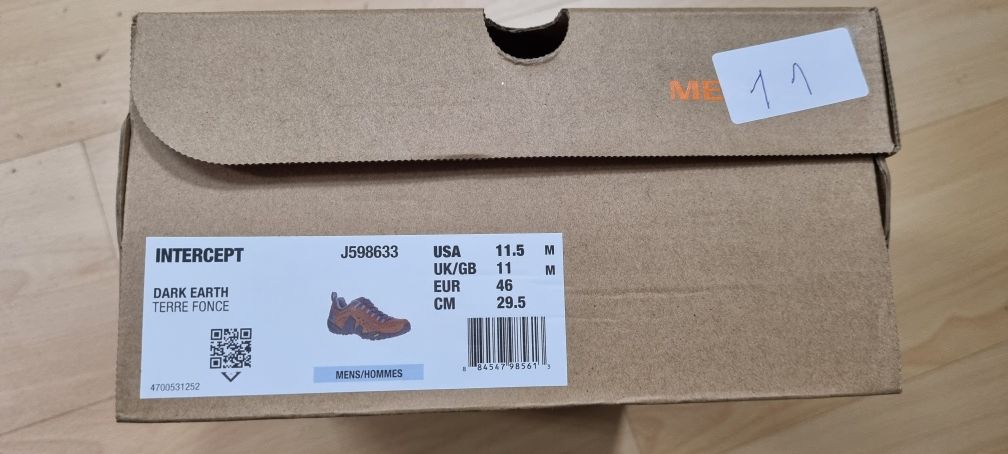 ME
11
INTERCEPT
J598633
USA 11.5 M
UK/GB 11 M
EUR 46
CM 29.5
DARK EARTH
TERRE FONCE
MENS/HOMMES
4700531252
8 84547 98561 3